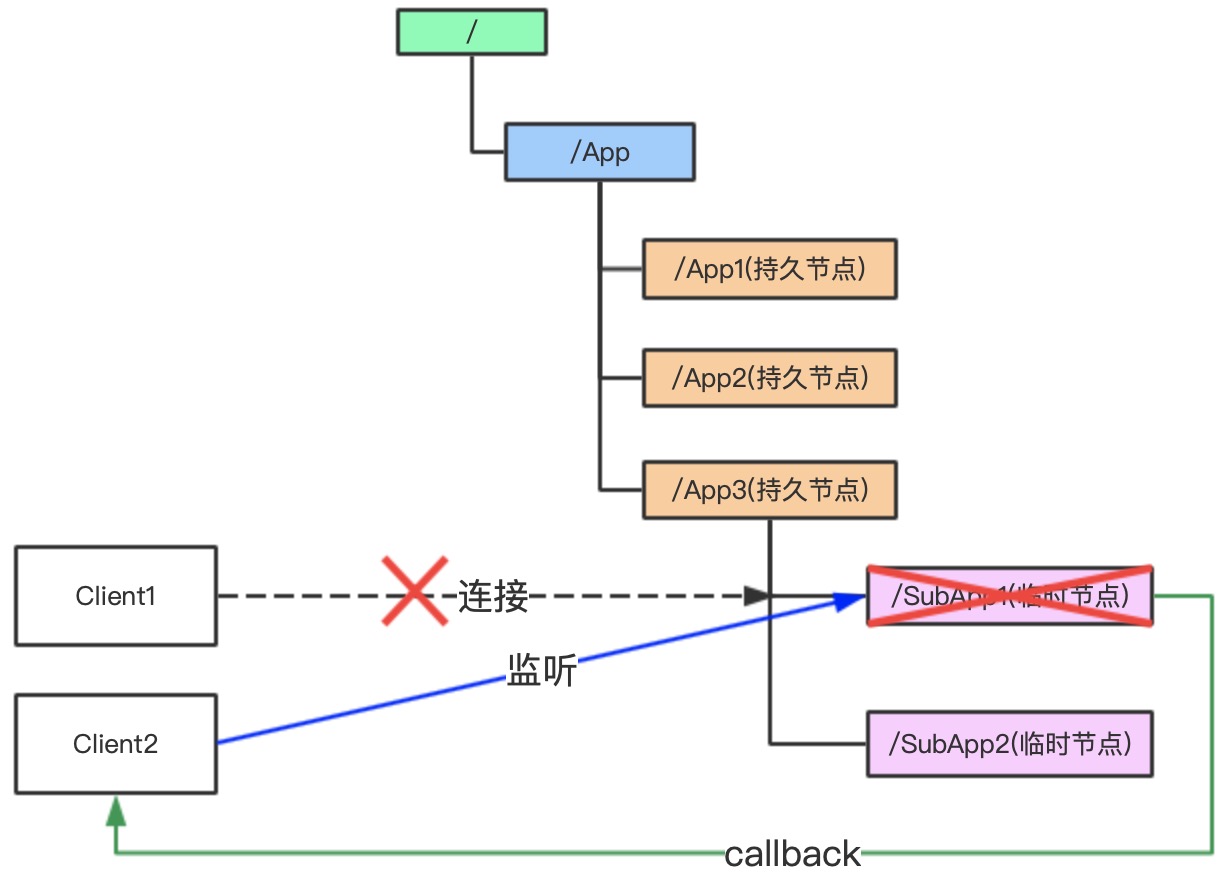 /
/App
/App1(持久节点)
/App2(持久节点)
/App3(持久节点)
Client1
连接
/SubApp1(临时节点)
监听
Client2
/SubApp2(临时节点)
callback